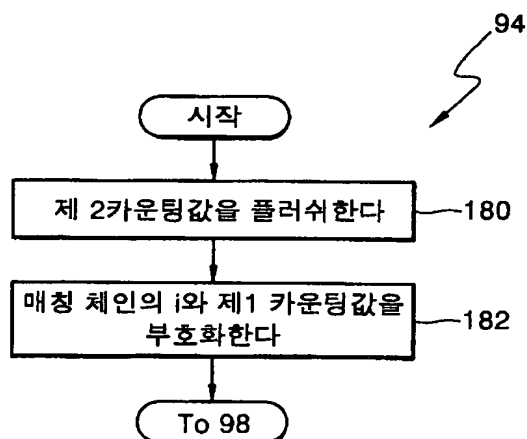 94
시작
제 2카운팅값을 플러쉬한다
180
매칭 체인의 i와 제1 카운팅값을
부호화한다
182
To 98